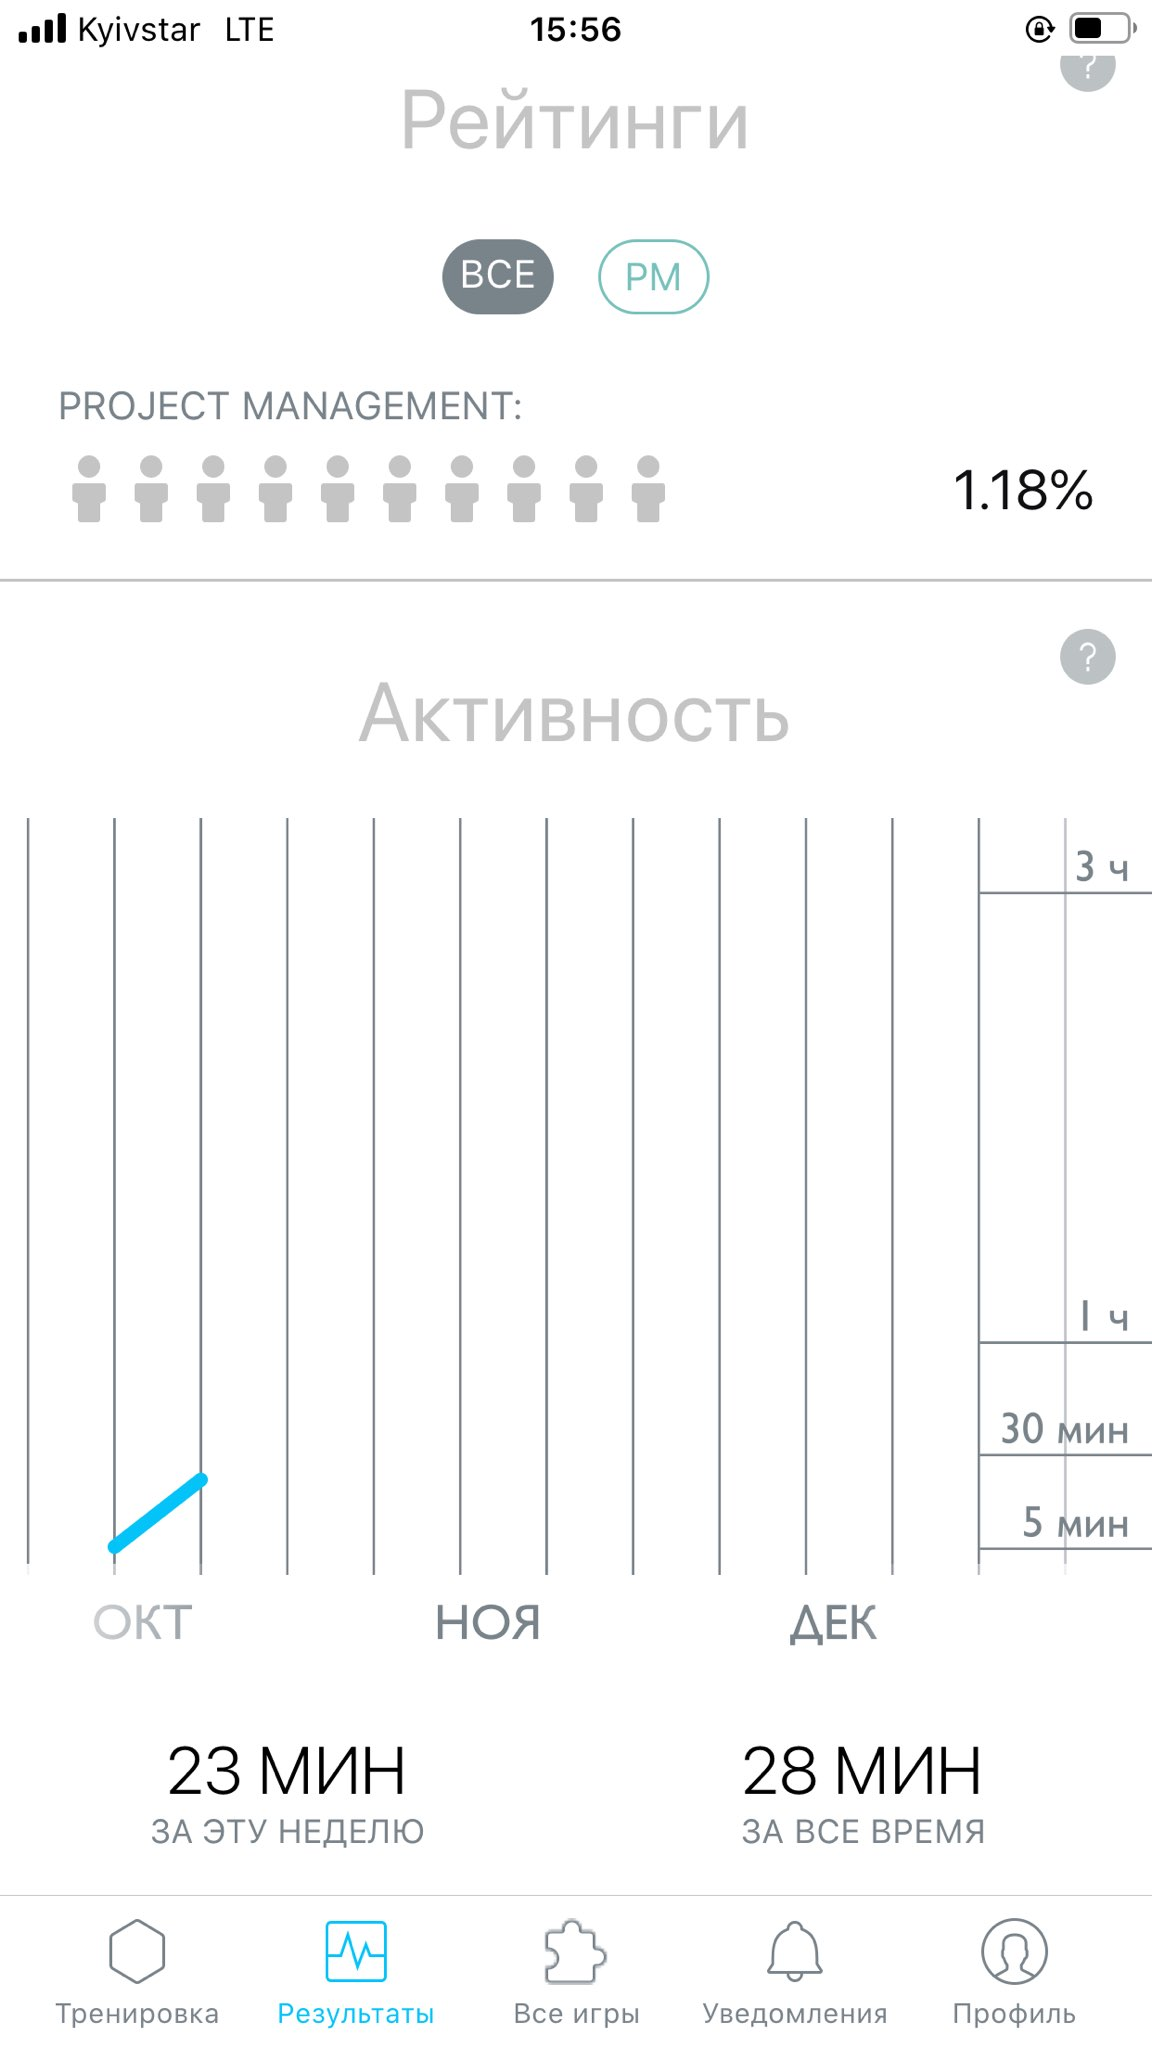 Kyivstar LTE 15:56
?
Рейтинги
ВСЕ PM
PROJECT MANAGEMENT:
1.18%
?
Активность
3 ч
1 ч
30 мин
5 мин
ОКТ НОЯ ДЕК
23 МИН 28 МИН
ЗА ЭТУ НЕДЕЛЮ ЗА ВСЕ ВРЕМЯ
Тренировка Результаты Все игры Уведомления Профиль